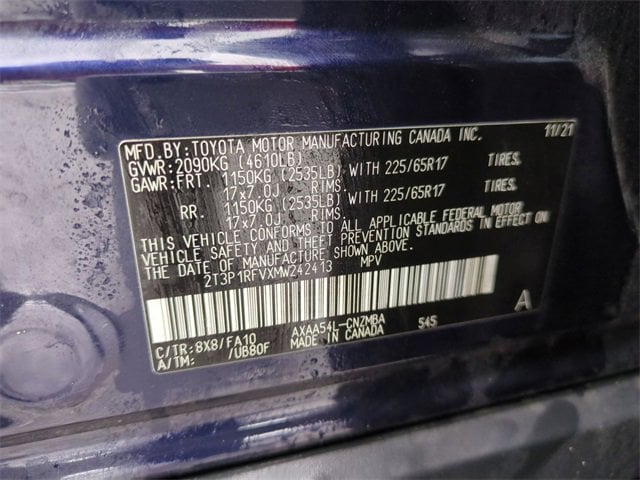 MFD.BY:TOYOTA MOTOR MANUFACTURING CANADA INC. 11/21
GVWR:2090KG (4610LB)
GAWR:FRT. 1150KG (2535LB) WITH 225/65R17 TIRES,
17x7.0J RIMS.
RR. 1150KG (2535LB) WITH 225/65R17 TIRES,
17x7.0J RIMS.
THIS VEHICLE CONFORMS TO ALL APPLICABLE FEDERAL MOTOR
VEHICLE SAFETY AND THEFT PREVENTION STANDARDS IN EFFECT ON
THE DATE OF MANUFACTURE SHOWN ABOVE.
2T3P1RFVXMW242413 MPV
A
C/TR:8X8/FA10 AXAA54L-CNZMBA 545
A/TM: /UB80F MADE IN CANADA